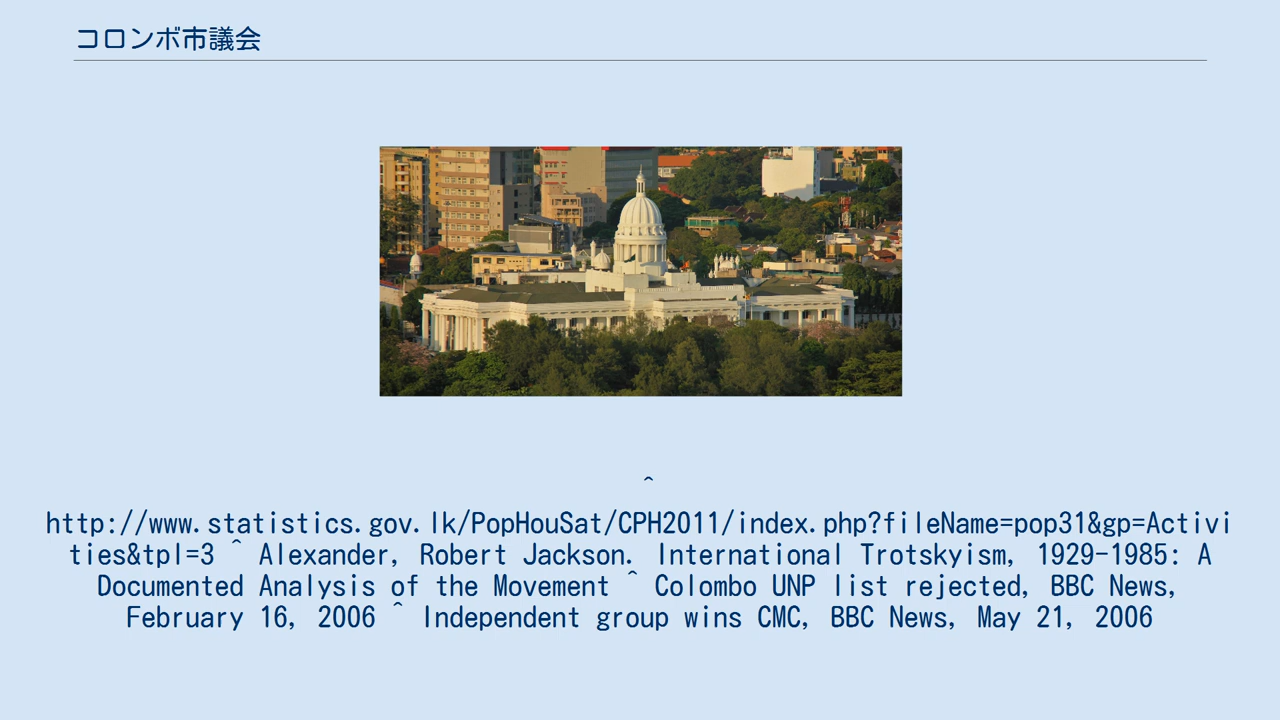 コロンボ市議会
^
http://www.statistics.gov.lk/PopHouSat/CPH2011/index.php?fileName=pop31&gp=Activi
ties&tpl=3 ^ Alexander, Robert Jackson. International Trotskyism, 1929-1985: A
Documented Analysis of the Movement ^ Colombo UNP list rejected, BBC News,
February 16, 2006 ^ Independent group wins CMC, BBC News, May 21, 2006